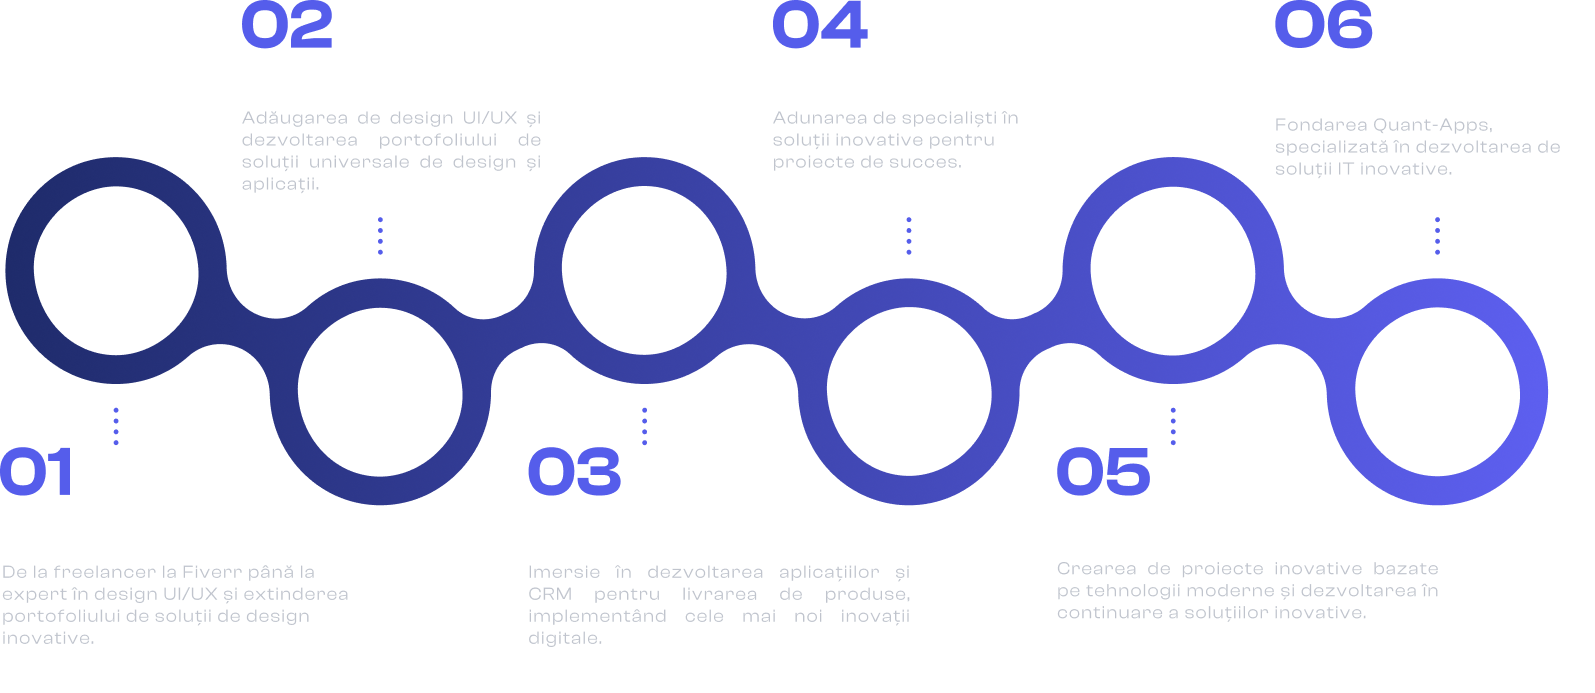 01
De la freelancer la Fiverr până la
expert în design UI/UX și extinderea
portofoliului de soluții de design
inovative.
02
Adăugarea de design UI/UX și
dezvoltarea portofoliului de
soluții universale de design și
aplicații.
03
Imersie în dezvoltarea aplicațiilor și
CRM pentru livrarea de produse,
implementând cele mai noi inovații
digitale.
04
Adunarea de specialiști în
soluții inovative pentru
proiecte de succes.
05
Crearea de proiecte inovative bazate
pe tehnologii moderne și dezvoltarea în
continuare a soluțiilor inovative.
06
Fondarea Quant-Apps,
specializată în dezvoltarea de
soluții IT inovative.